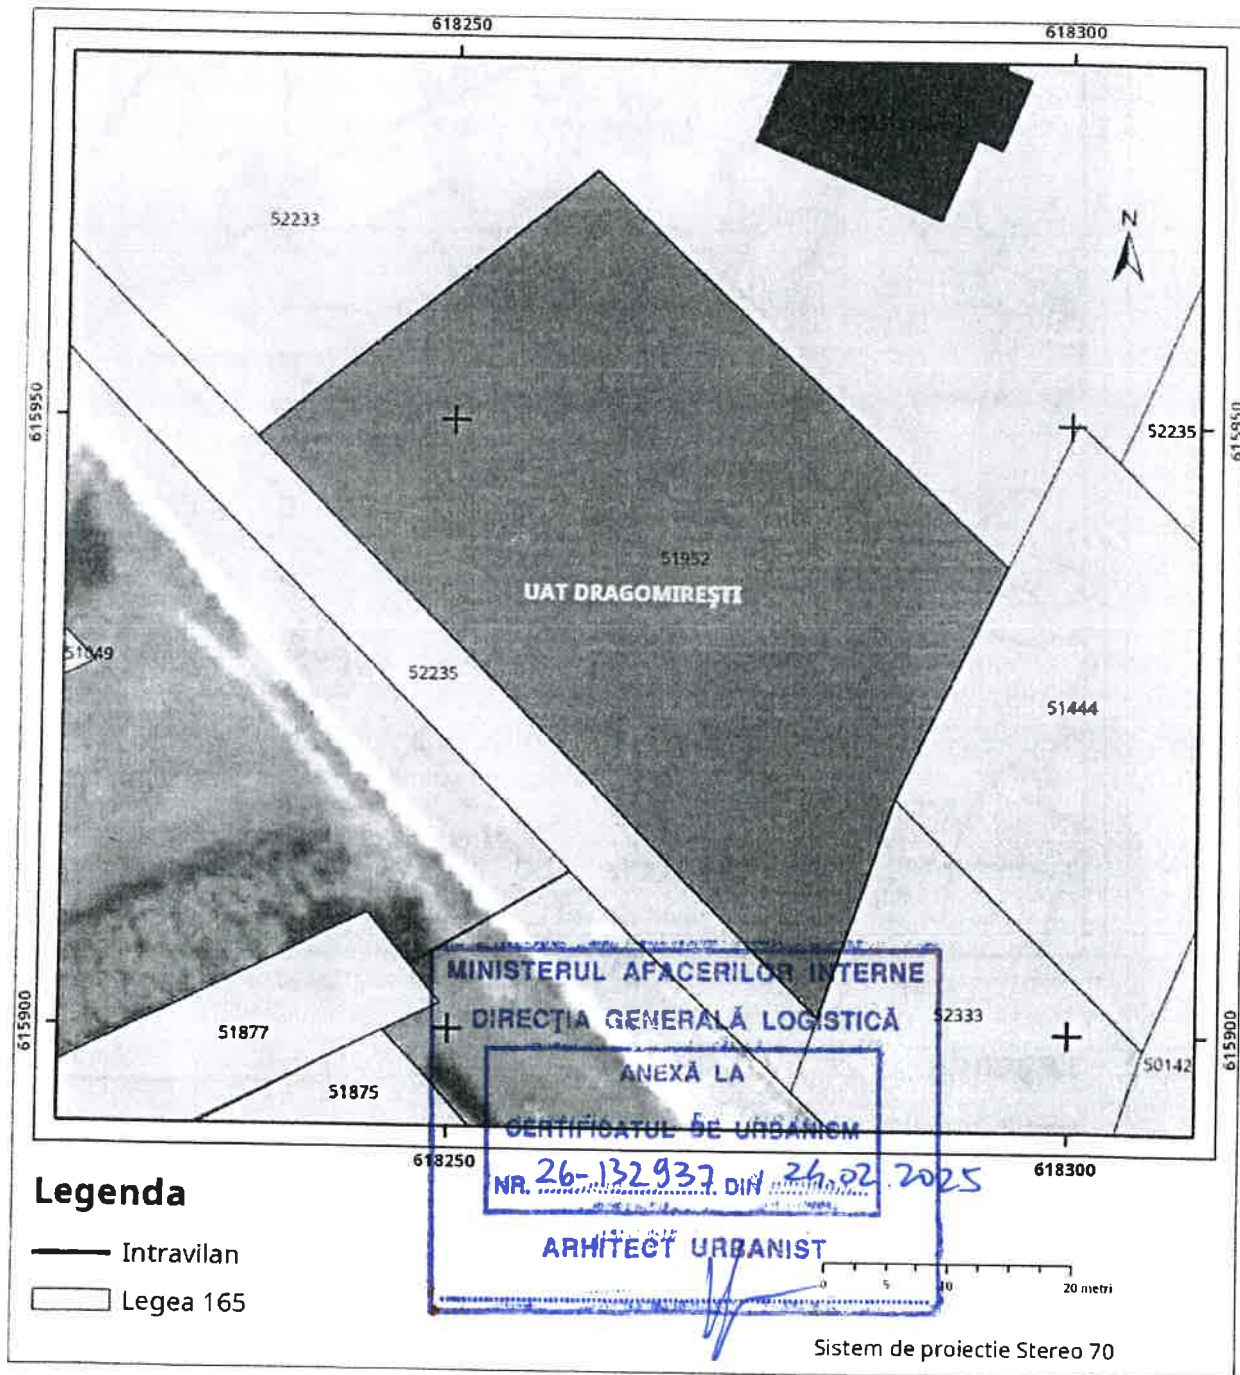 618250
618300
52233
N
615950
52235
615950
51952
UAT DRAGOMIREȘTI
51049
52235
51444
MINISTERUL AFACERILOR INTERNE
615900
51877
DIRECȚIA GENERALĂ LOGISTICĂ
52333
615900
ANEXĂ LA
50142
51875
CERTIFICATUL DE URBANISM
618250
618300
NR. 26-132937 DIN 24.02.2025
Legenda
ARHITECT URBANIST
Intravilan
0 5 10 20 metri
Legea 165
Sistem de proiectie Stereo 70